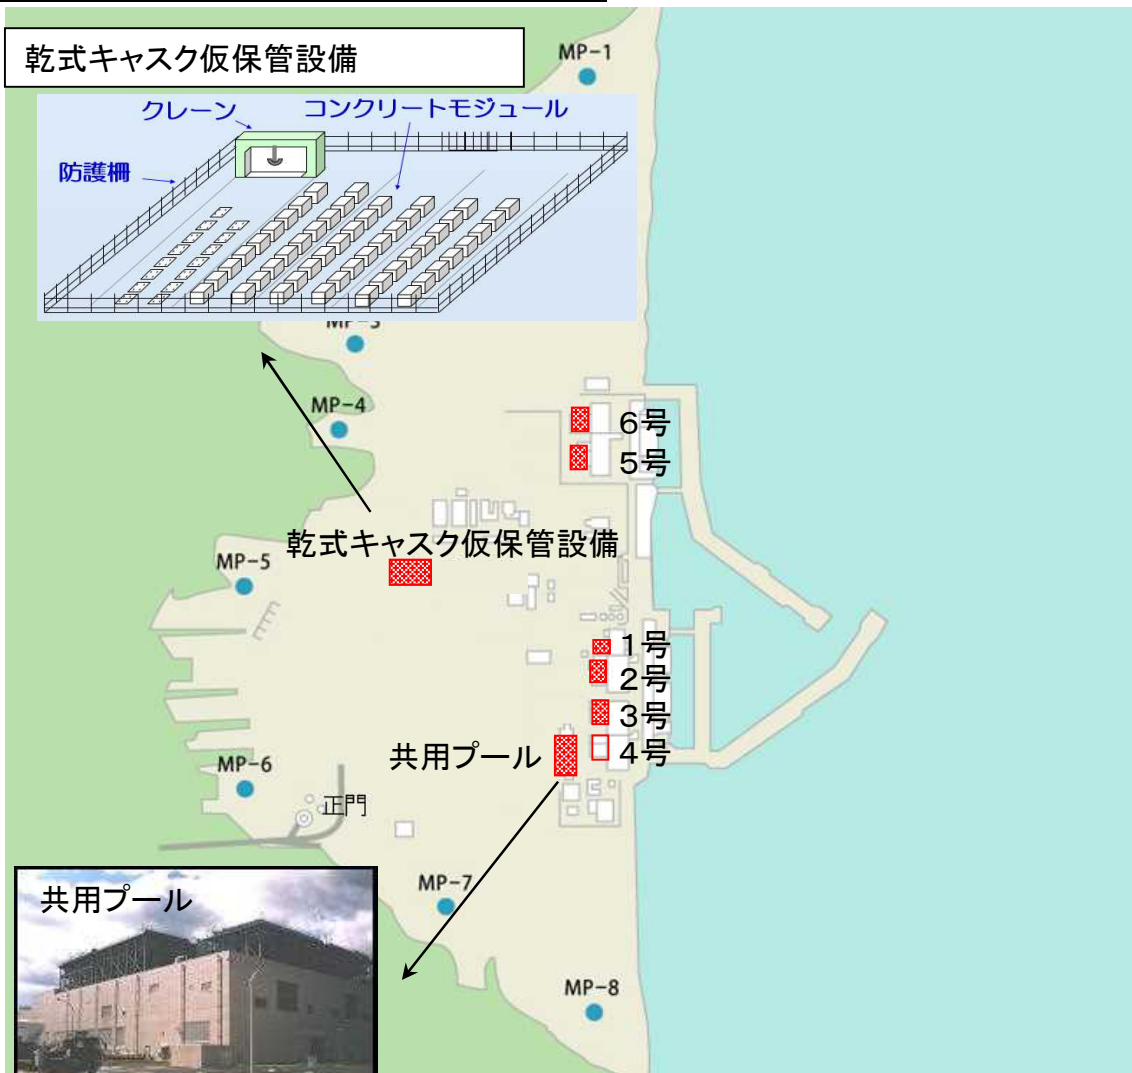 乾式キャスク仮保管設備
MP-1
クレーン
コンクリートモジュール
防護柵
MP-3
MP-4
6号
5号
乾式キャスク仮保管設備
MP-5
1号
2号
3号
共用プール
4号
MP-6
正門
MP-7
共用プール
MP-8